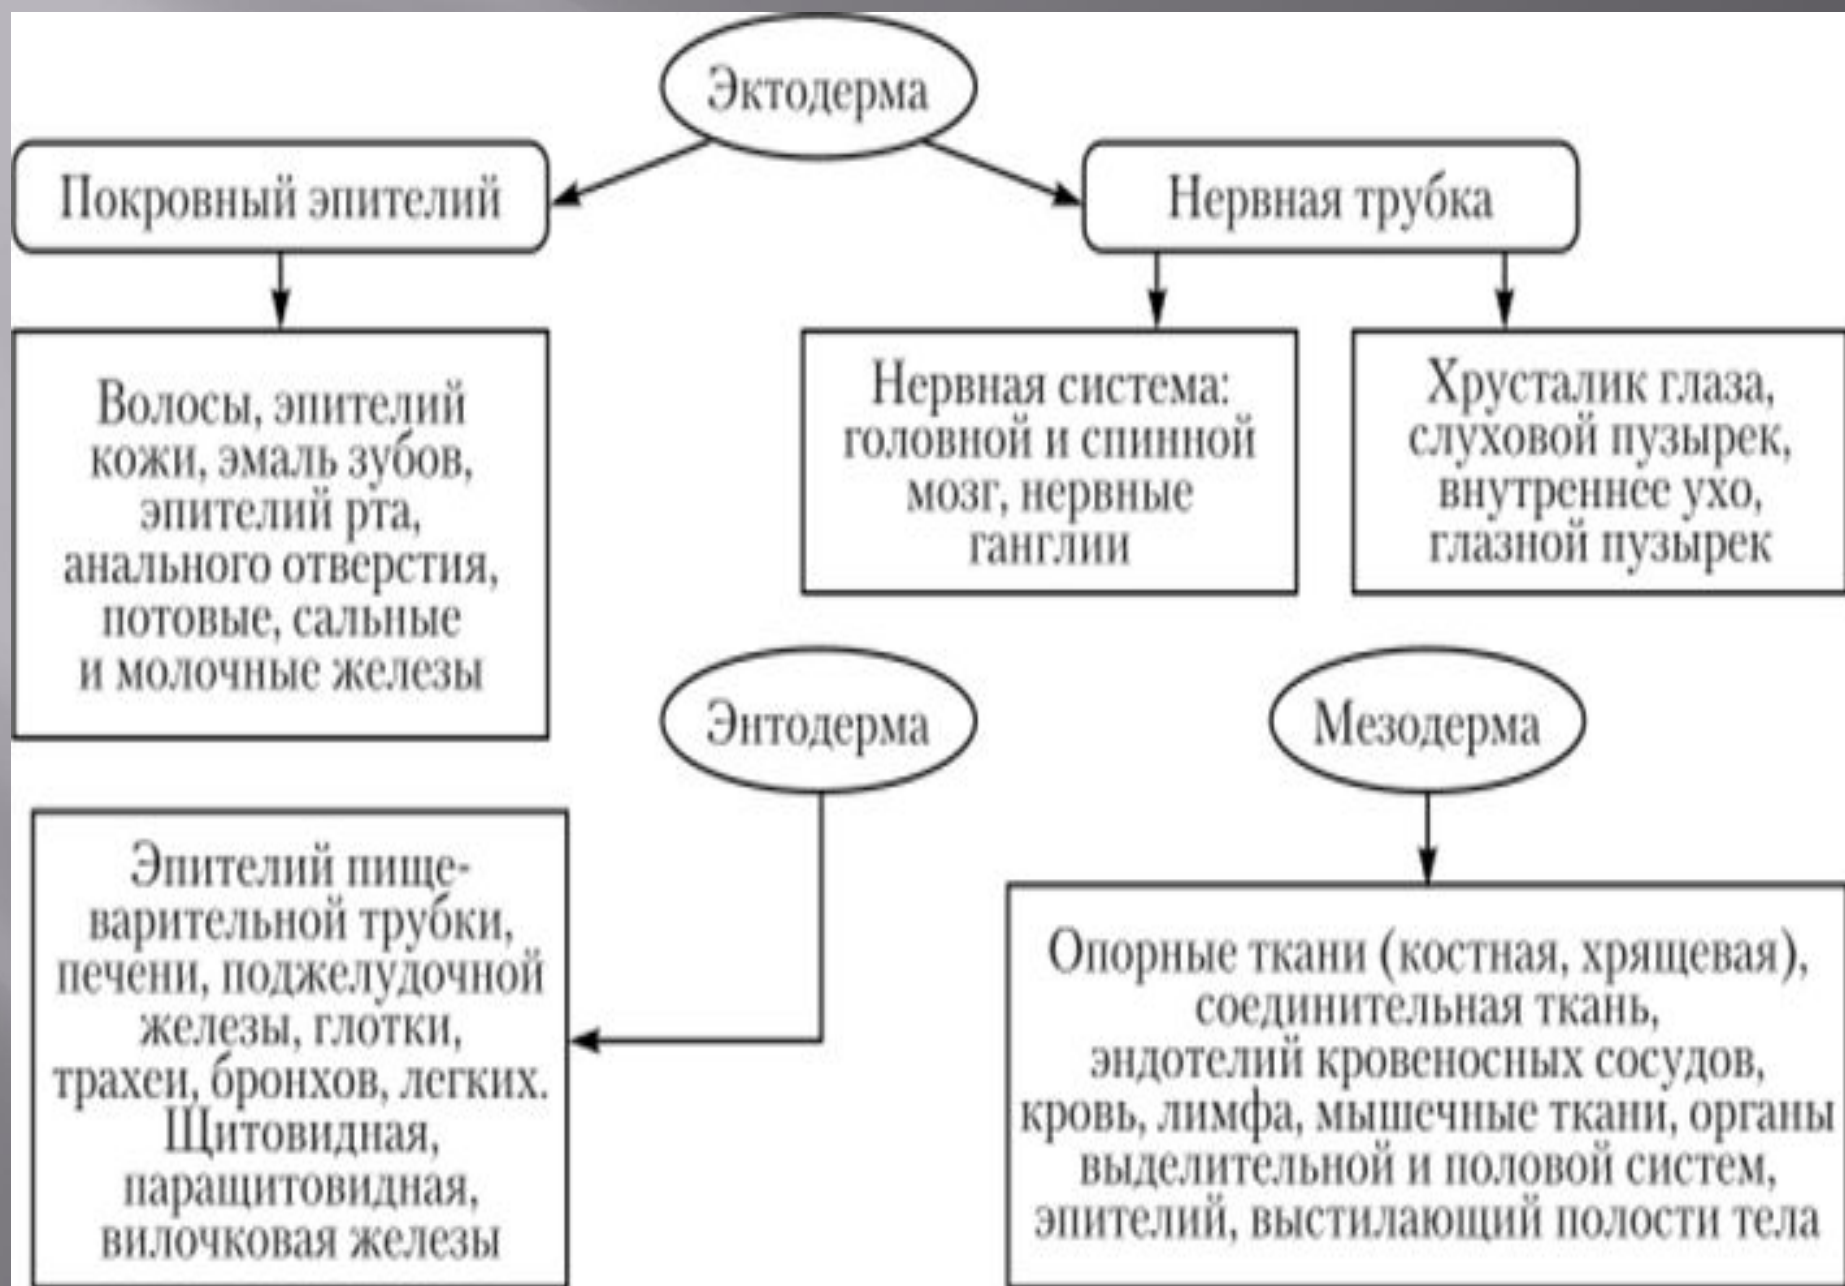 Эктодерма
Покровный эпителий
Нервная трубка
Волосы, эпителий
кожи, эмаль зубов,
эпителий рта,
анального отверстия,
потовые, сальные
и молочные железы
Нервная система:
головной и спинной
мозг, нервные
ганглии
Хрусталик глаза,
слуховой пузырек,
внутреннее ухо,
глазной пузырек
Энтодерма
Мезодерма
Эпителий пище-
варительной трубки,
печени, поджелудочной
железы, глотки,
трахеи, бронхов, легких.
Щитовидная,
паращитовидная,
вилочковая железы
Опорные ткани (костная, хрящевая),
соединительная ткань,
эндотелий кровеносных сосудов,
кровь, лимфа, мышечные ткани, органы
выделительной и половой систем,
эпителий, выстилающий полости тела